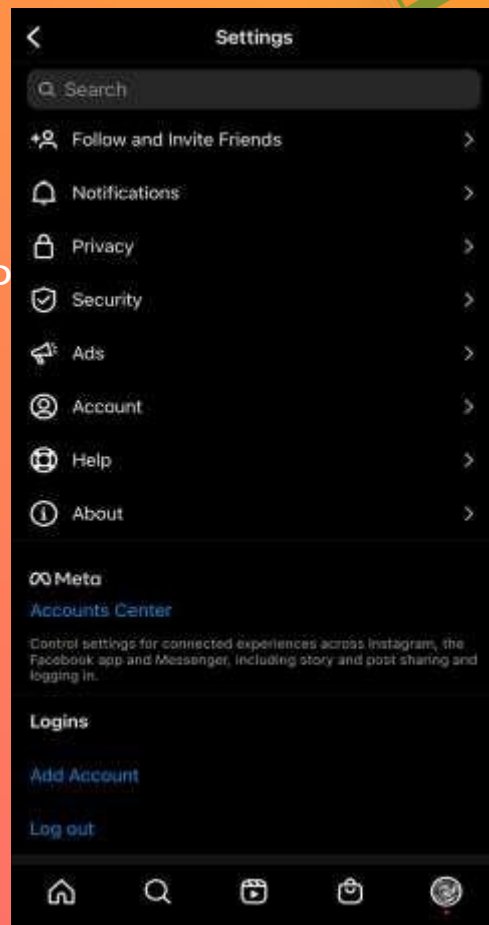 Settings
Search
Follow and Invite Friends
Notifications
Privacy
Security
Ads
Account
Help
About
Meta
Accounts Center
Control settings for connected experiences across Instagram, the
Facebook app and Messenger, including story and post sharing and
logging in.
Logins
Add Account
Log out